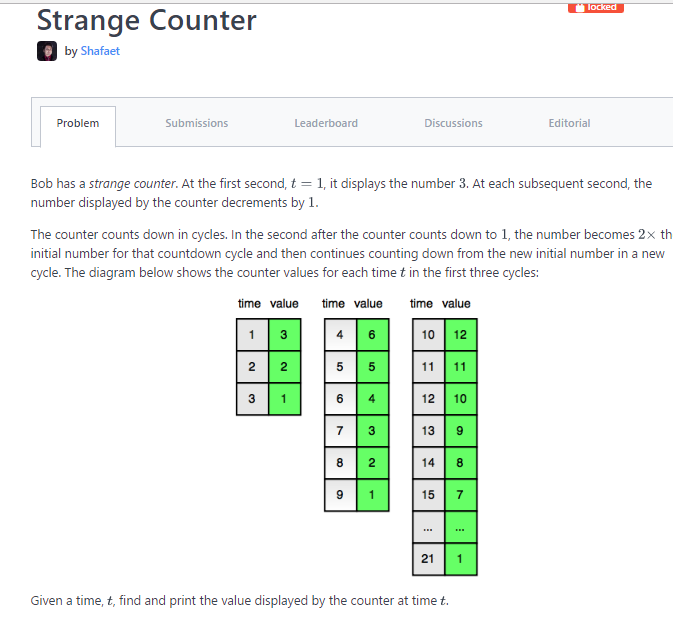 Strange Counter
locked
by Shafaet
Problem Submissions Leaderboard Discussions Editorial
Bob has a strange counter. At the first second, t = 1, it displays the number 3. At each subsequent second, the
number displayed by the counter decrements by 1.
The counter counts down in cycles. In the second after the counter counts down to 1, the number becomes 2× th
initial number for that countdown cycle and then continues counting down from the new initial number in a new
cycle. The diagram below shows the counter values for each time t in the first three cycles:
time value time value time value
1 3 4 6 10 12
2 2 5 5 11 11
3 1 6 4 12 10
7 3 13 9
8 2 14 8
9 1 15 7
... ...
21 1
Given a time, t, find and print the value displayed by the counter at time t.